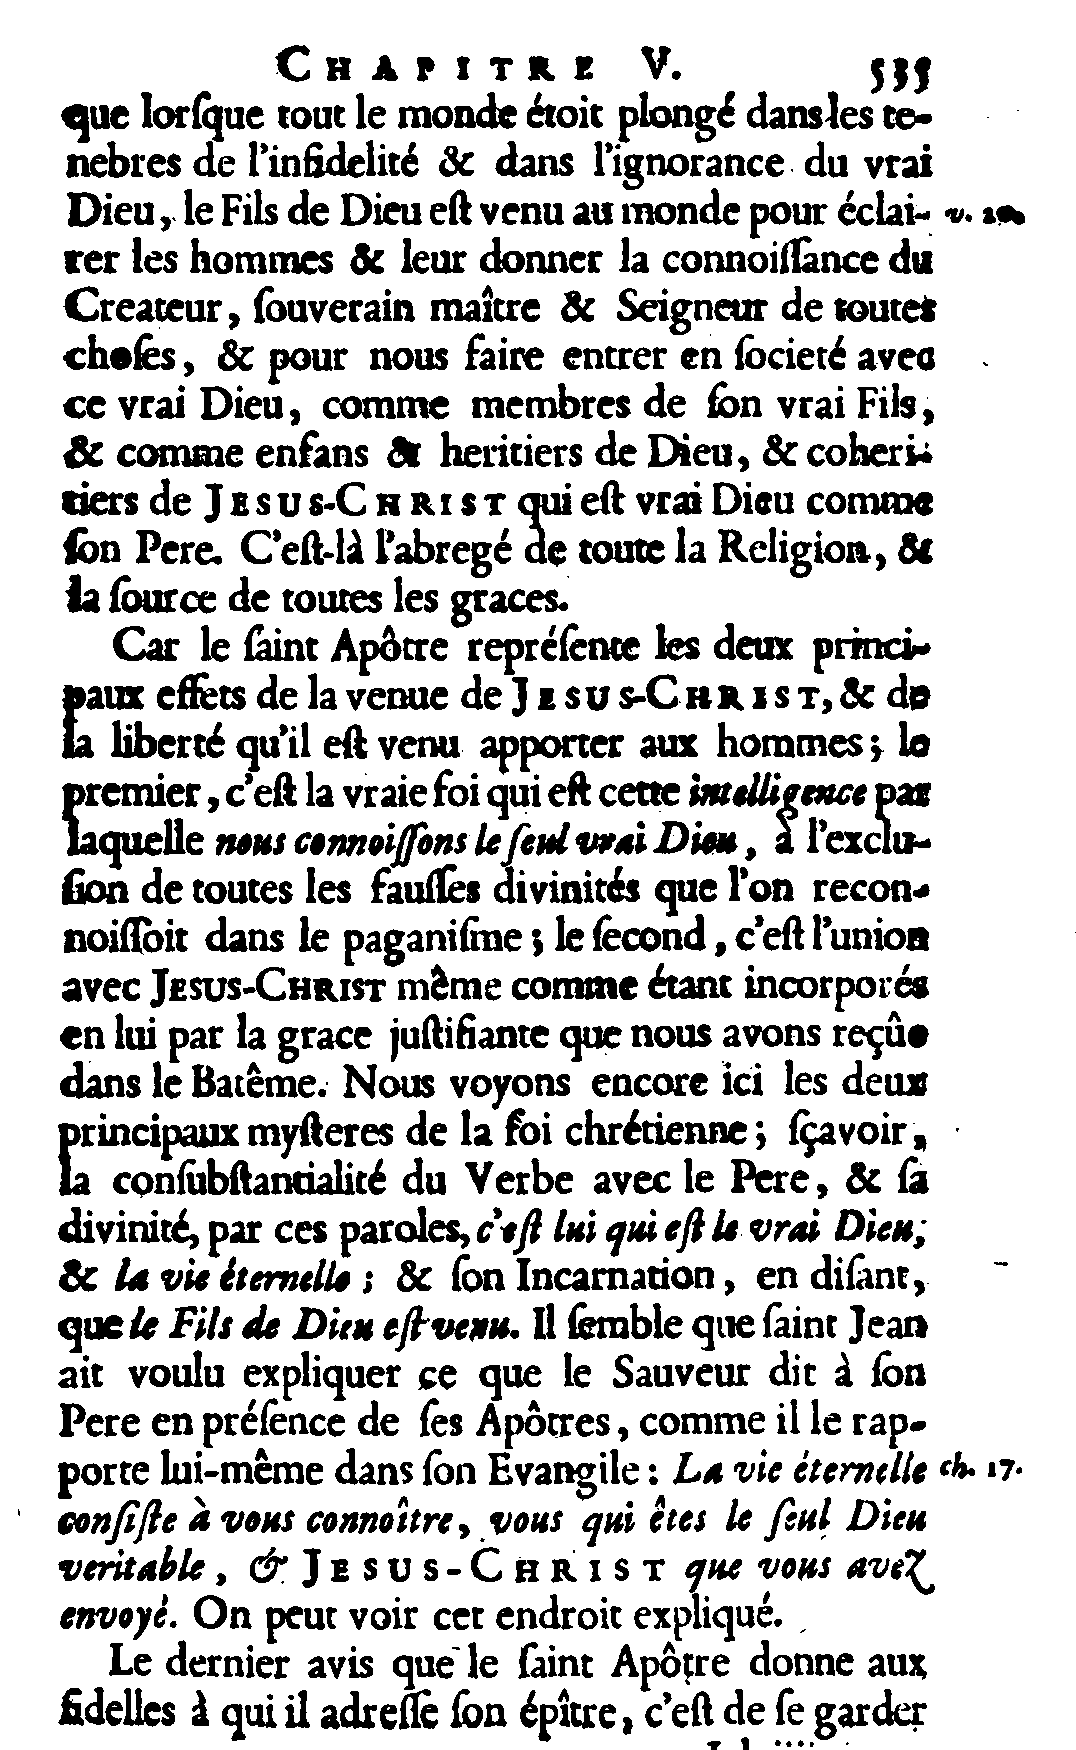 CHAPITRE V. 535
que lorſque tout le monde étoit plongé dans les te-
nebres de l'infidelité & dans l'ignorance du vrai
Dieu, le Fils de Dieu eſt venu au monde pour éclai- v. 20.
rer les hommes & leur donner la connoiſſance du
Createur, ſouverain maître & Seigneur de toutes
choſes, & pour nous faire entrer en ſocieté avec
ce vrai Dieu, comme membres de ſon vrai Fils,
& comme enfans & heritiers de Dieu, & coheri-
tiers de JESUS-CHRIST qui eſt vrai Dieu comme
ſon Pere. C'eſt-là l'abregé de toute la Religion, &
la ſource de toutes les graces.
Car le ſaint Apôtre repréſente les deux princi-
paux effets de la venue de JESUS-CHRIST, & de
la liberté qu'il eſt venu apporter aux hommes; le
premier, c'eſt la vraie foi qui eſt cette intelligence par
laquelle nous connoiſſons le ſeul vrai Dieu, à l'exclu-
ſion de toutes les fauſſes divinités que l'on recon-
noiſſoit dans le paganiſme; le ſecond, c'eſt l'union
avec JESUS-CHRIST même comme étant incorporés
en lui par la grace juſtifiante que nous avons reçûe
dans le Batême. Nous voyons encore ici les deux
principaux myſteres de la foi chrétienne; ſçavoir,
la conſubſtantialité du Verbe avec le Pere, & ſa
divinité, par ces paroles, c'eſt lui qui eſt le vrai Dieu;
& la vie éternelle; & ſon Incarnation, en diſant,
que le Fils de Dieu eſt venu. Il ſemble que ſaint Jean
ait voulu expliquer ce que le Sauveur dit à ſon
Pere en préſence de ſes Apôtres, comme il le rap-
porte lui-même dans ſon Evangile: La vie éternelle ch. 17.
conſiſte à vous connoître, vous qui êtes le ſeul Dieu
veritable, & JESUS-CHRIST que vous avez
envoyé. On peut voir cet endroit expliqué.
Le dernier avis que le ſaint Apôtre donne aux
fidelles à qui il adreſſe ſon épître, c'eſt de ſe garder